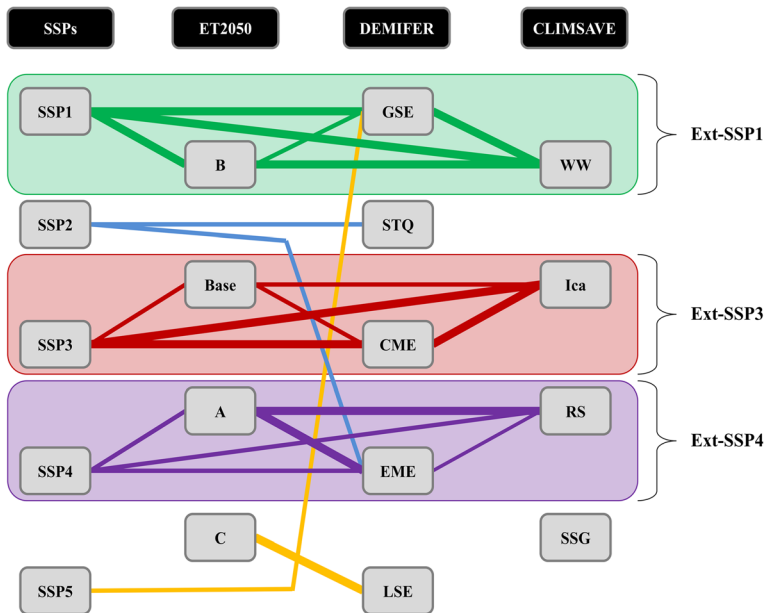 SSPs
ET2050
DEMIFER
CLIMSAVE
SSP1
GSE
Ext-SSP1
B
WW
SSP2
STQ
Base
Ica
Ext-SSP3
SSP3
CME
A
RS
Ext-SSP4
SSP4
EME
C
SSG
SSP5
LSE